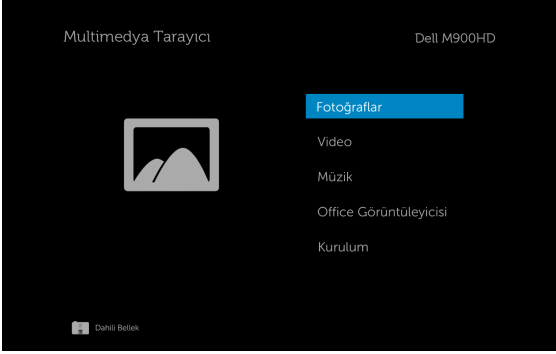 Multimedya Tarayıcı
Dell M900HD
Fotoğraflar
Video
Müzik
Office Görüntüleyicisi
Kurulum
Dahili Bellek